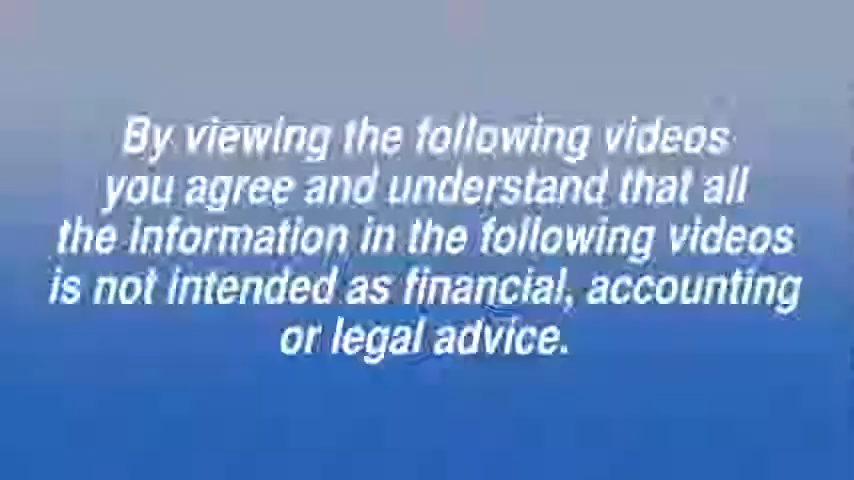 By viewing the following videos
you agree and understand that all
the information in the following videos
is not intended as financial, accounting
or legal advice.